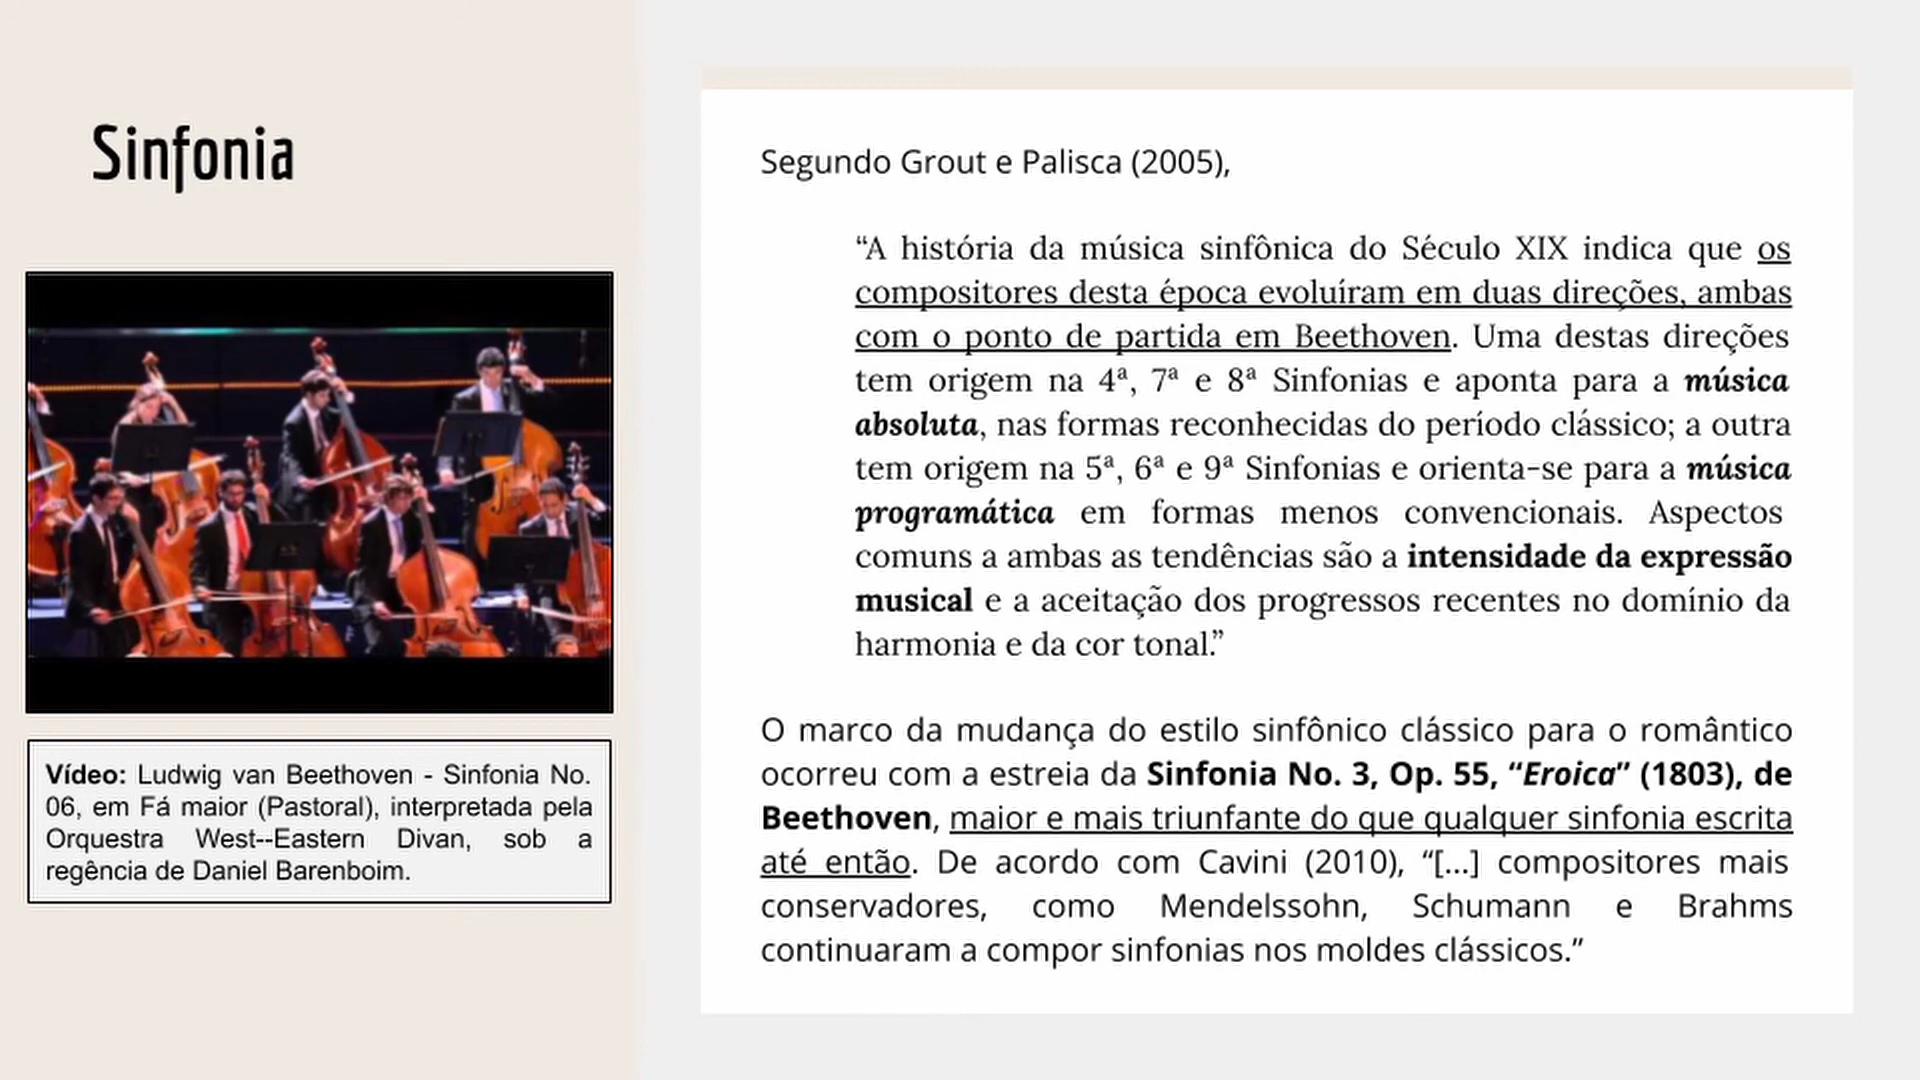 Sinfonia
Vídeo: Ludwig van Beethoven - Sinfonia No.
06, em Fá maior (Pastoral), interpretada pela
Orquestra West--Eastern Divan, sob a
regência de Daniel Barenboim.
Segundo Grout e Palisca (2005),
“A história da música sinfônica do Século XIX indica que os
compositores desta época evoluíram em duas direções, ambas
com o ponto de partida em Beethoven. Uma destas direções
tem origem na 4ª, 7ª e 8ª Sinfonias e aponta para a música
absoluta, nas formas reconhecidas do período clássico; a outra
tem origem na 5ª, 6ª e 9ª Sinfonias e orienta-se para a música
programática em formas menos convencionais. Aspectos
comuns a ambas as tendências são a intensidade da expressão
musical e a aceitação dos progressos recentes no domínio da
harmonia e da cor tonal.”
O marco da mudança do estilo sinfônico clássico para o romântico
ocorreu com a estreia da Sinfonia No. 3, Op. 55, “Eroica” (1803), de
Beethoven, maior e mais triunfante do que qualquer sinfonia escrita
até então. De acordo com Cavini (2010), “[...] compositores mais
conservadores, como Mendelssohn, Schumann e Brahms
continuaram a compor sinfonias nos moldes clássicos.”